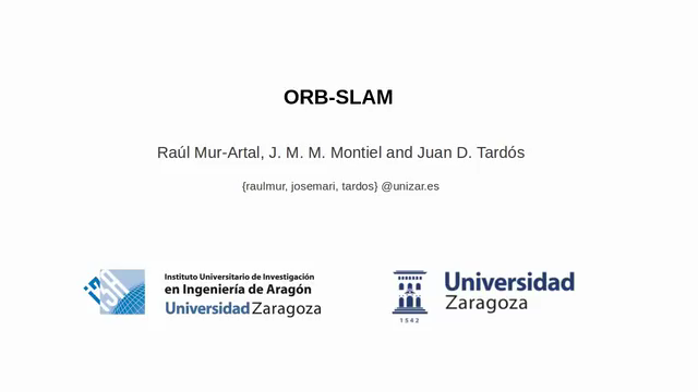 ORB-SLAM
Raúl Mur-Artal, J. M. M. Montiel and Juan D. Tardós
{raulmur, josemari, tardos} @unizar.es
i3A
Instituto Universitario de Investigación
en Ingeniería de Aragón
Universidad Zaragoza
Universidad
Zaragoza
1542